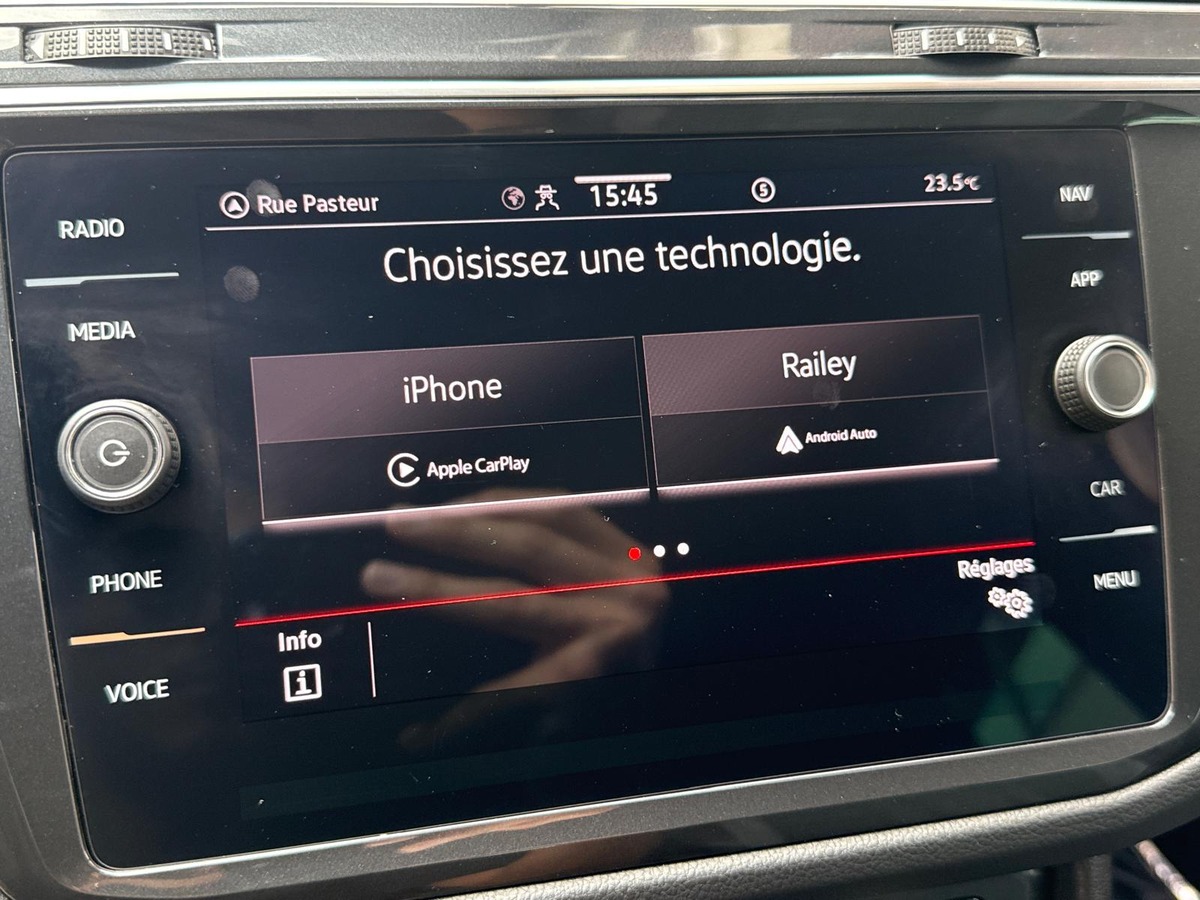 RADIO
MEDIA
PHONE
VOICE
Rue Pasteur
15:45
5
23.5°C
Choisissez une technologie.
iPhone
Apple CarPlay
Railey
Android Auto
Réglages
Info
i
NAV
APP
CAR
MENU